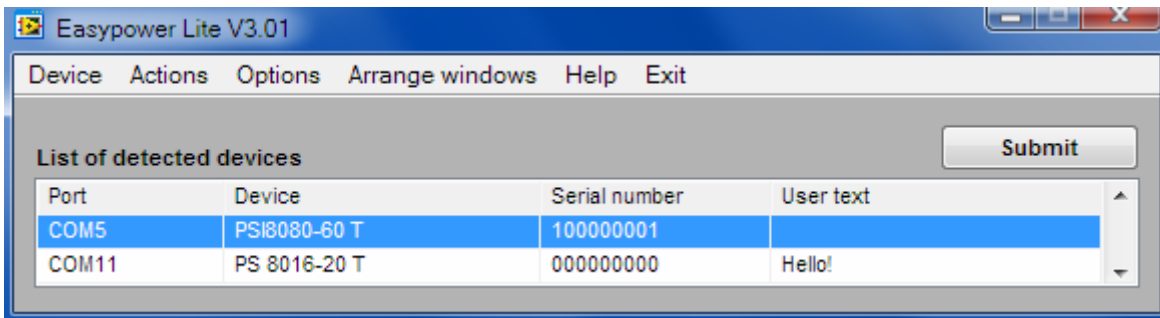 Easypower Lite V3.01
Device Actions Options Arrange windows Help Exit
Submit
List of detected devices
Port Device Serial number User text
COM5 PSI8080-60 T 100000001
COM11 PS 8016-20 T 000000000 Hello!